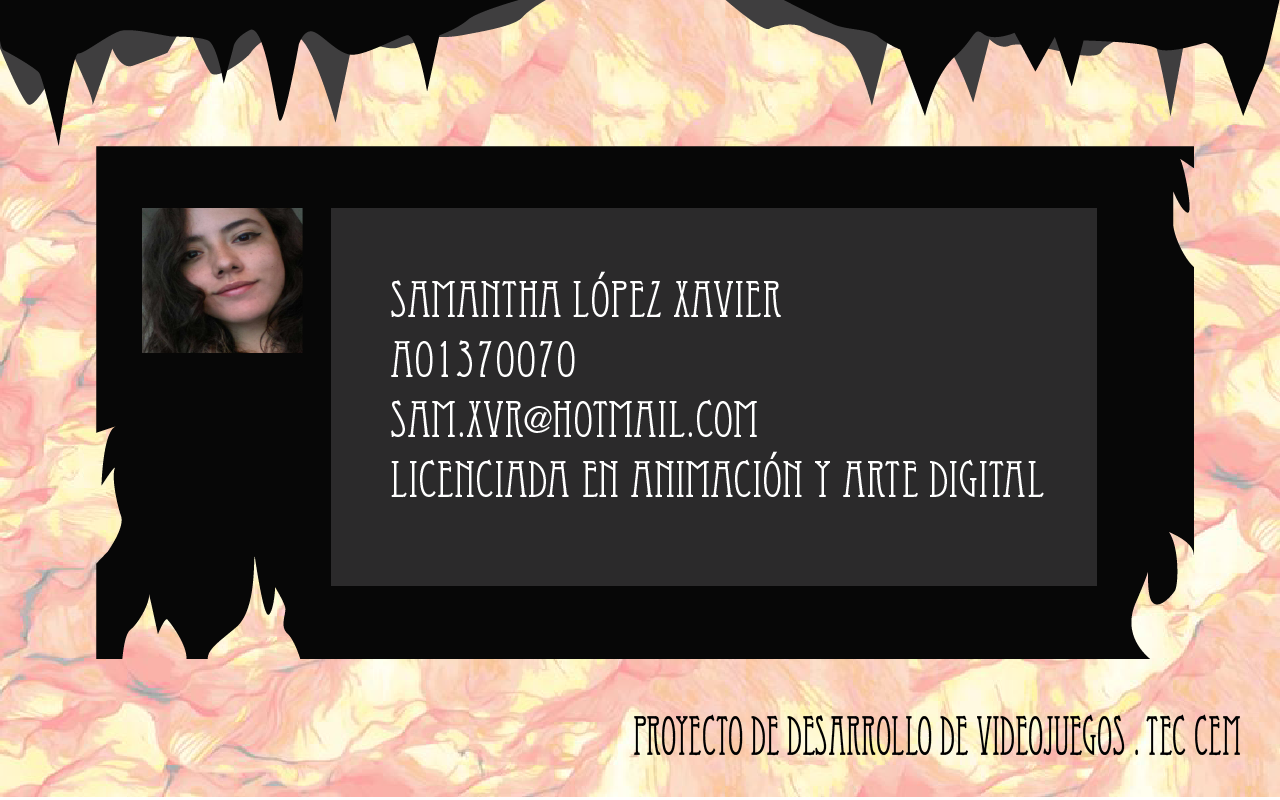 SAMANTHA LÓPEZ XAVIER
A01370070
SAM.XVR@HOTMAIL.COM
LICENCIADA EN ANIMACIÓN Y ARTE DIGITAL
PROYECTO DE DESARROLLO DE VIDEOJUEGOS . TEC CEM